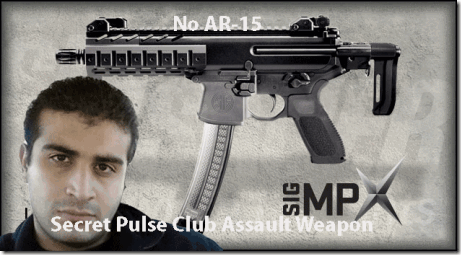 No AR-15
SIG MPX
Secret Pulse Club Assault Weapon